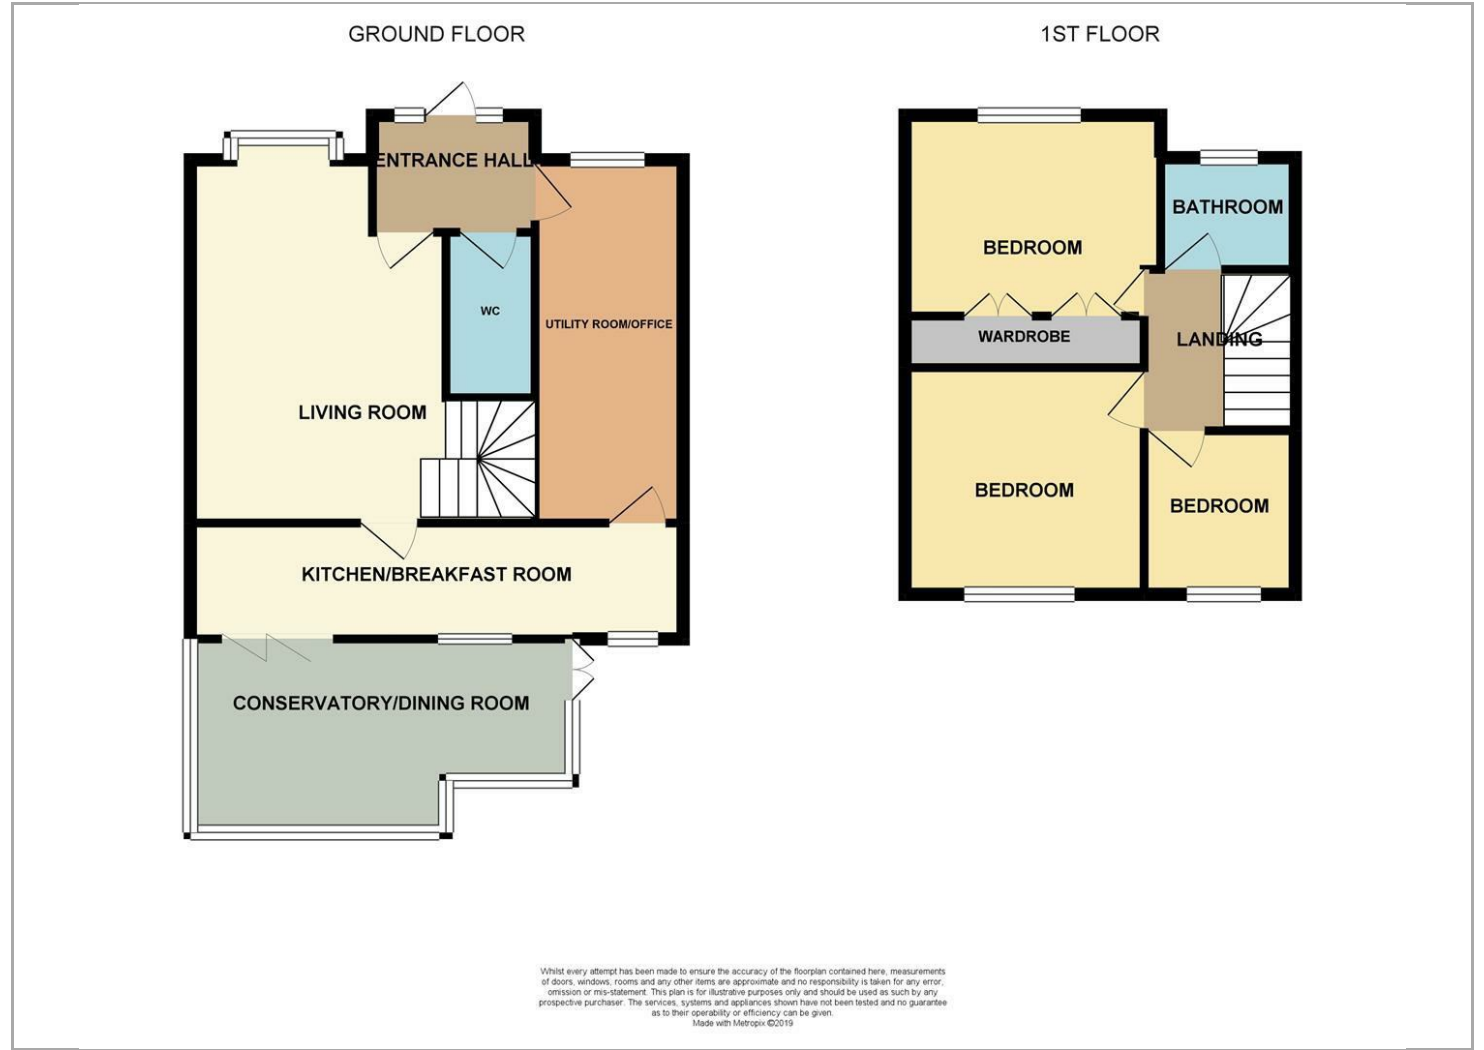 GROUND FLOOR
1ST FLOOR
ENTRANCE HALL
WC
UTILITY ROOM/OFFICE
LIVING ROOM
KITCHEN/BREAKFAST ROOM
CONSERVATORY/DINING ROOM
BATHROOM
BEDROOM
WARDROBE
LANDING
BEDROOM
BEDROOM
Whilst every attempt has been made to ensure the accuracy of the floorplan contained here, measurements
of doors, windows, rooms and any other items are approximate and no responsibility is taken for any error,
omission or mis-statement. This plan is for illustrative purposes only and should be used as such by any
prospective purchaser. The services, systems and appliances shown have not been tested and no guarantee
as to their operability or efficiency can be given.
Made with Metropix ©2019